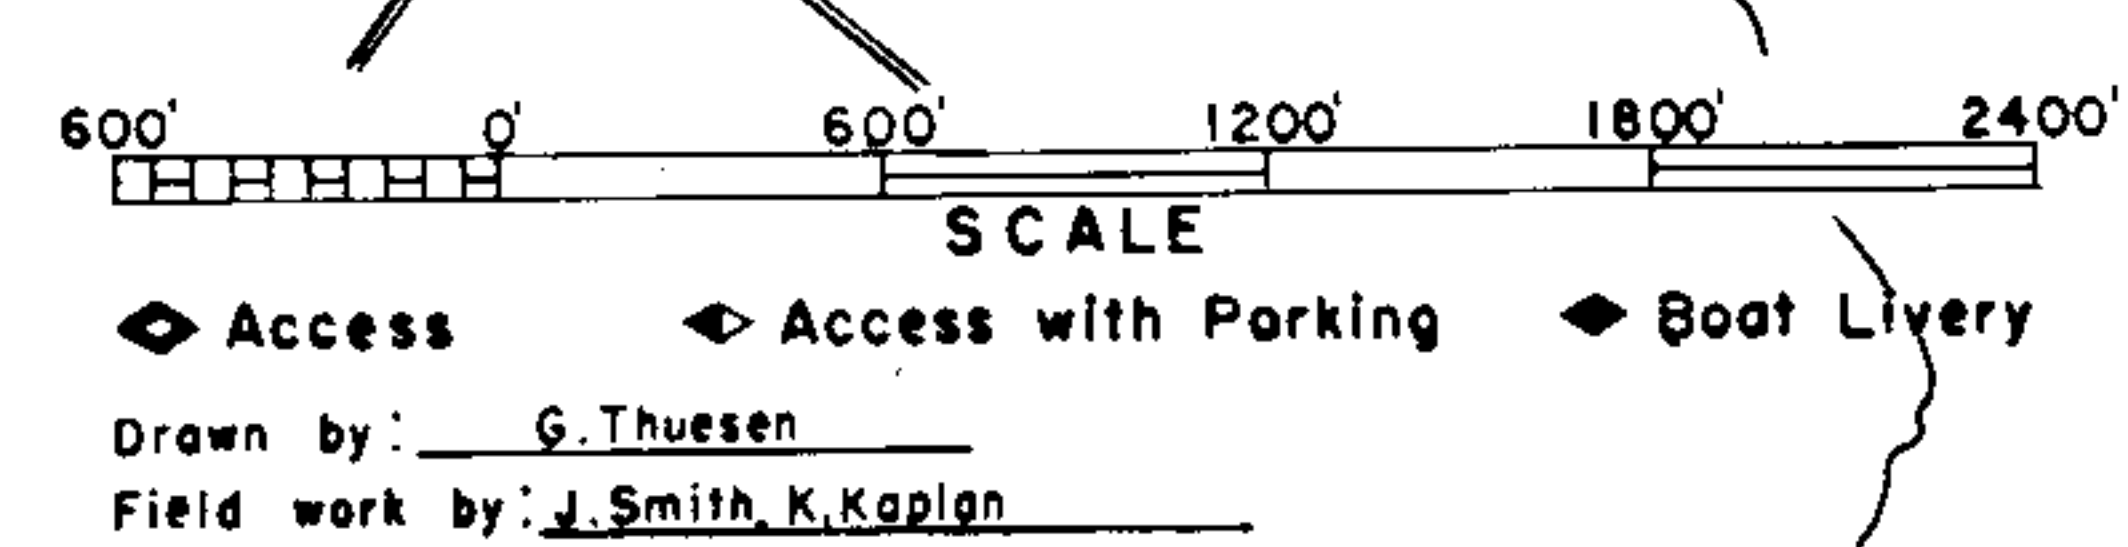 600' 0' 600' 1200' 1800' 2400'
SCALE
Access Access with Parking Boat Livery
Drawn by: G. Thuesen
Field work by: J. Smith, K. Kaplan